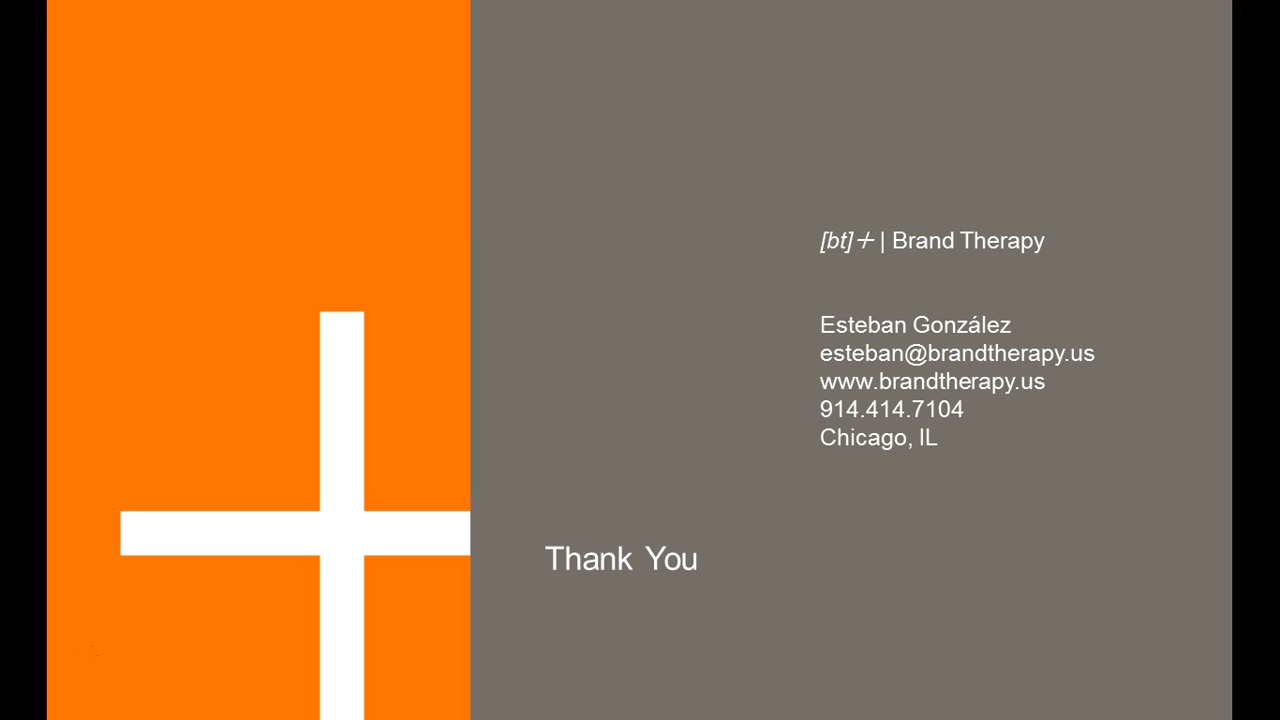 [bt]+ | Brand Therapy
Esteban González
esteban@brandtherapy.us
www.brandtherapy.us
914.414.7104
Chicago, IL
Thank You